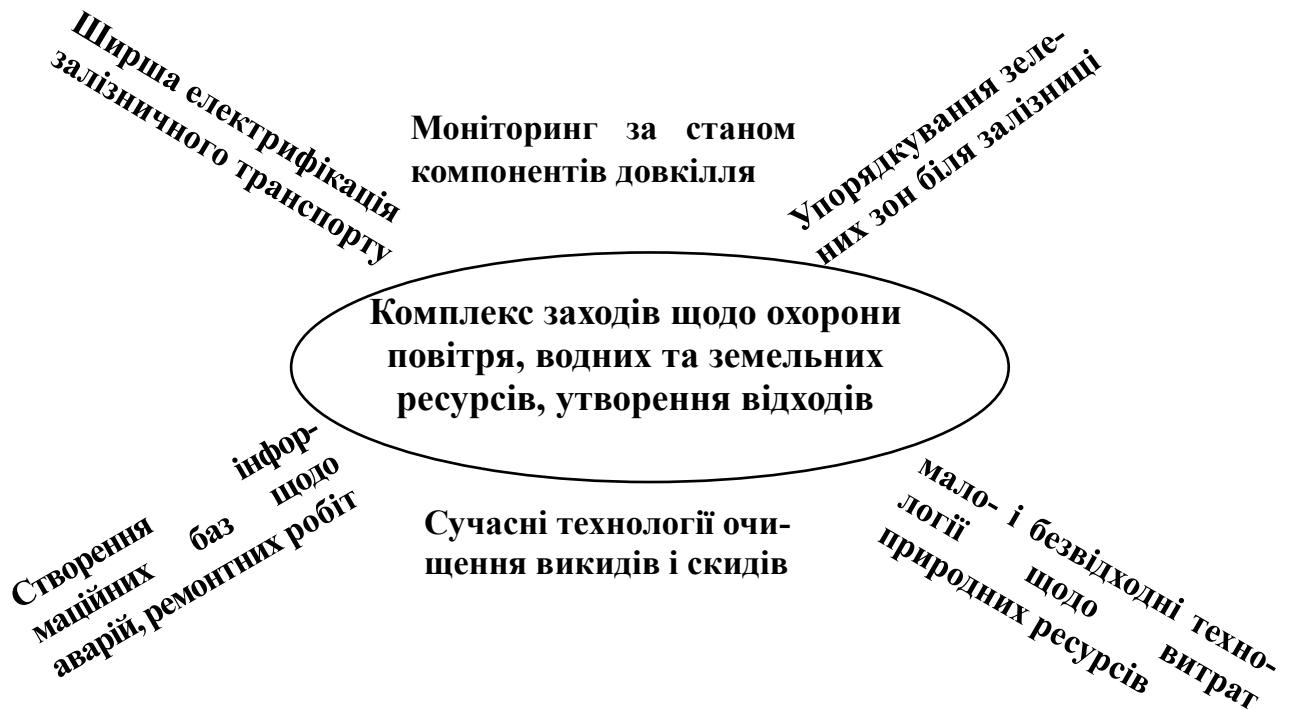 Ширша електрифікація
залізничного транспорту
Моніторинг за станом
компонентів довкілля
Упорядкування зеле-
них зон біля залізниці
Комплекс заходів щодо охорони
повітря, водних та земельних
ресурсів, утворення відходів
Створення інфор-
маційних баз щодо
аварій, ремонтних робіт
Сучасні технології очи-
щення викидів і скидів
мало- і безвідходні техно-
логії щодо витрат
природних ресурсів